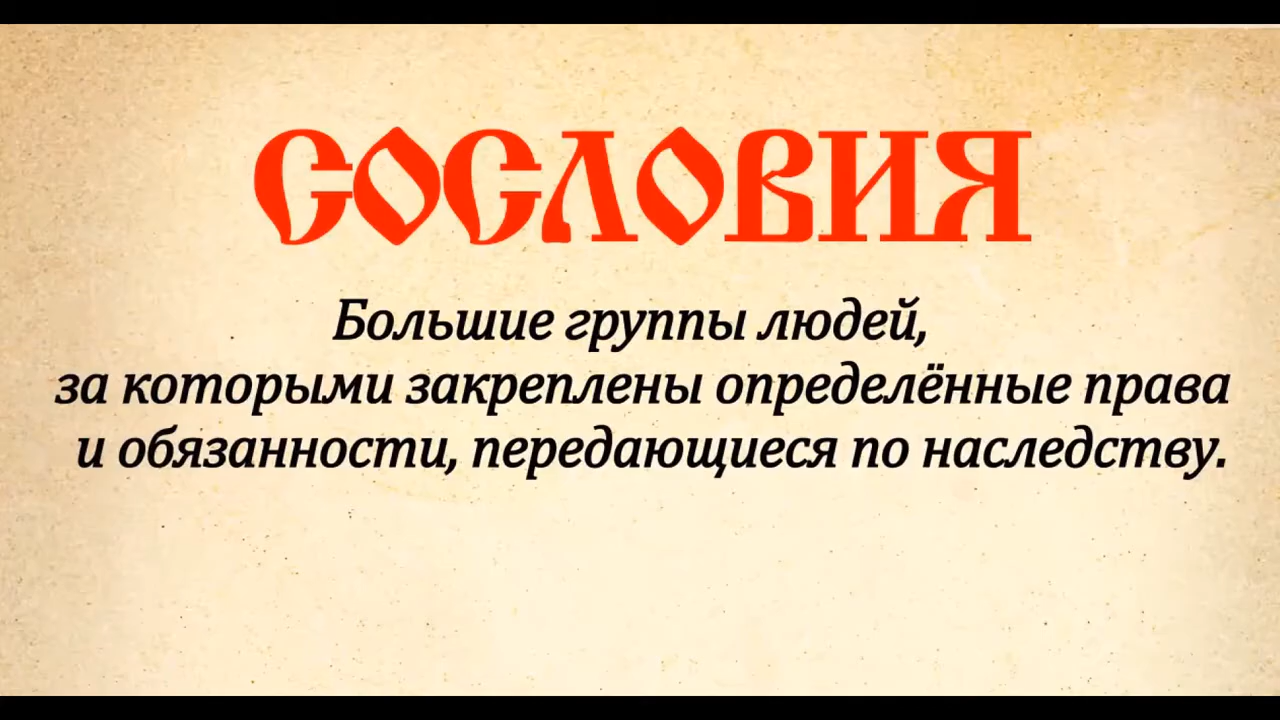 СОСЛОВИЯ
Большие группы людей,
за которыми закреплены определённые права
и обязанности, передающиеся по наследству.